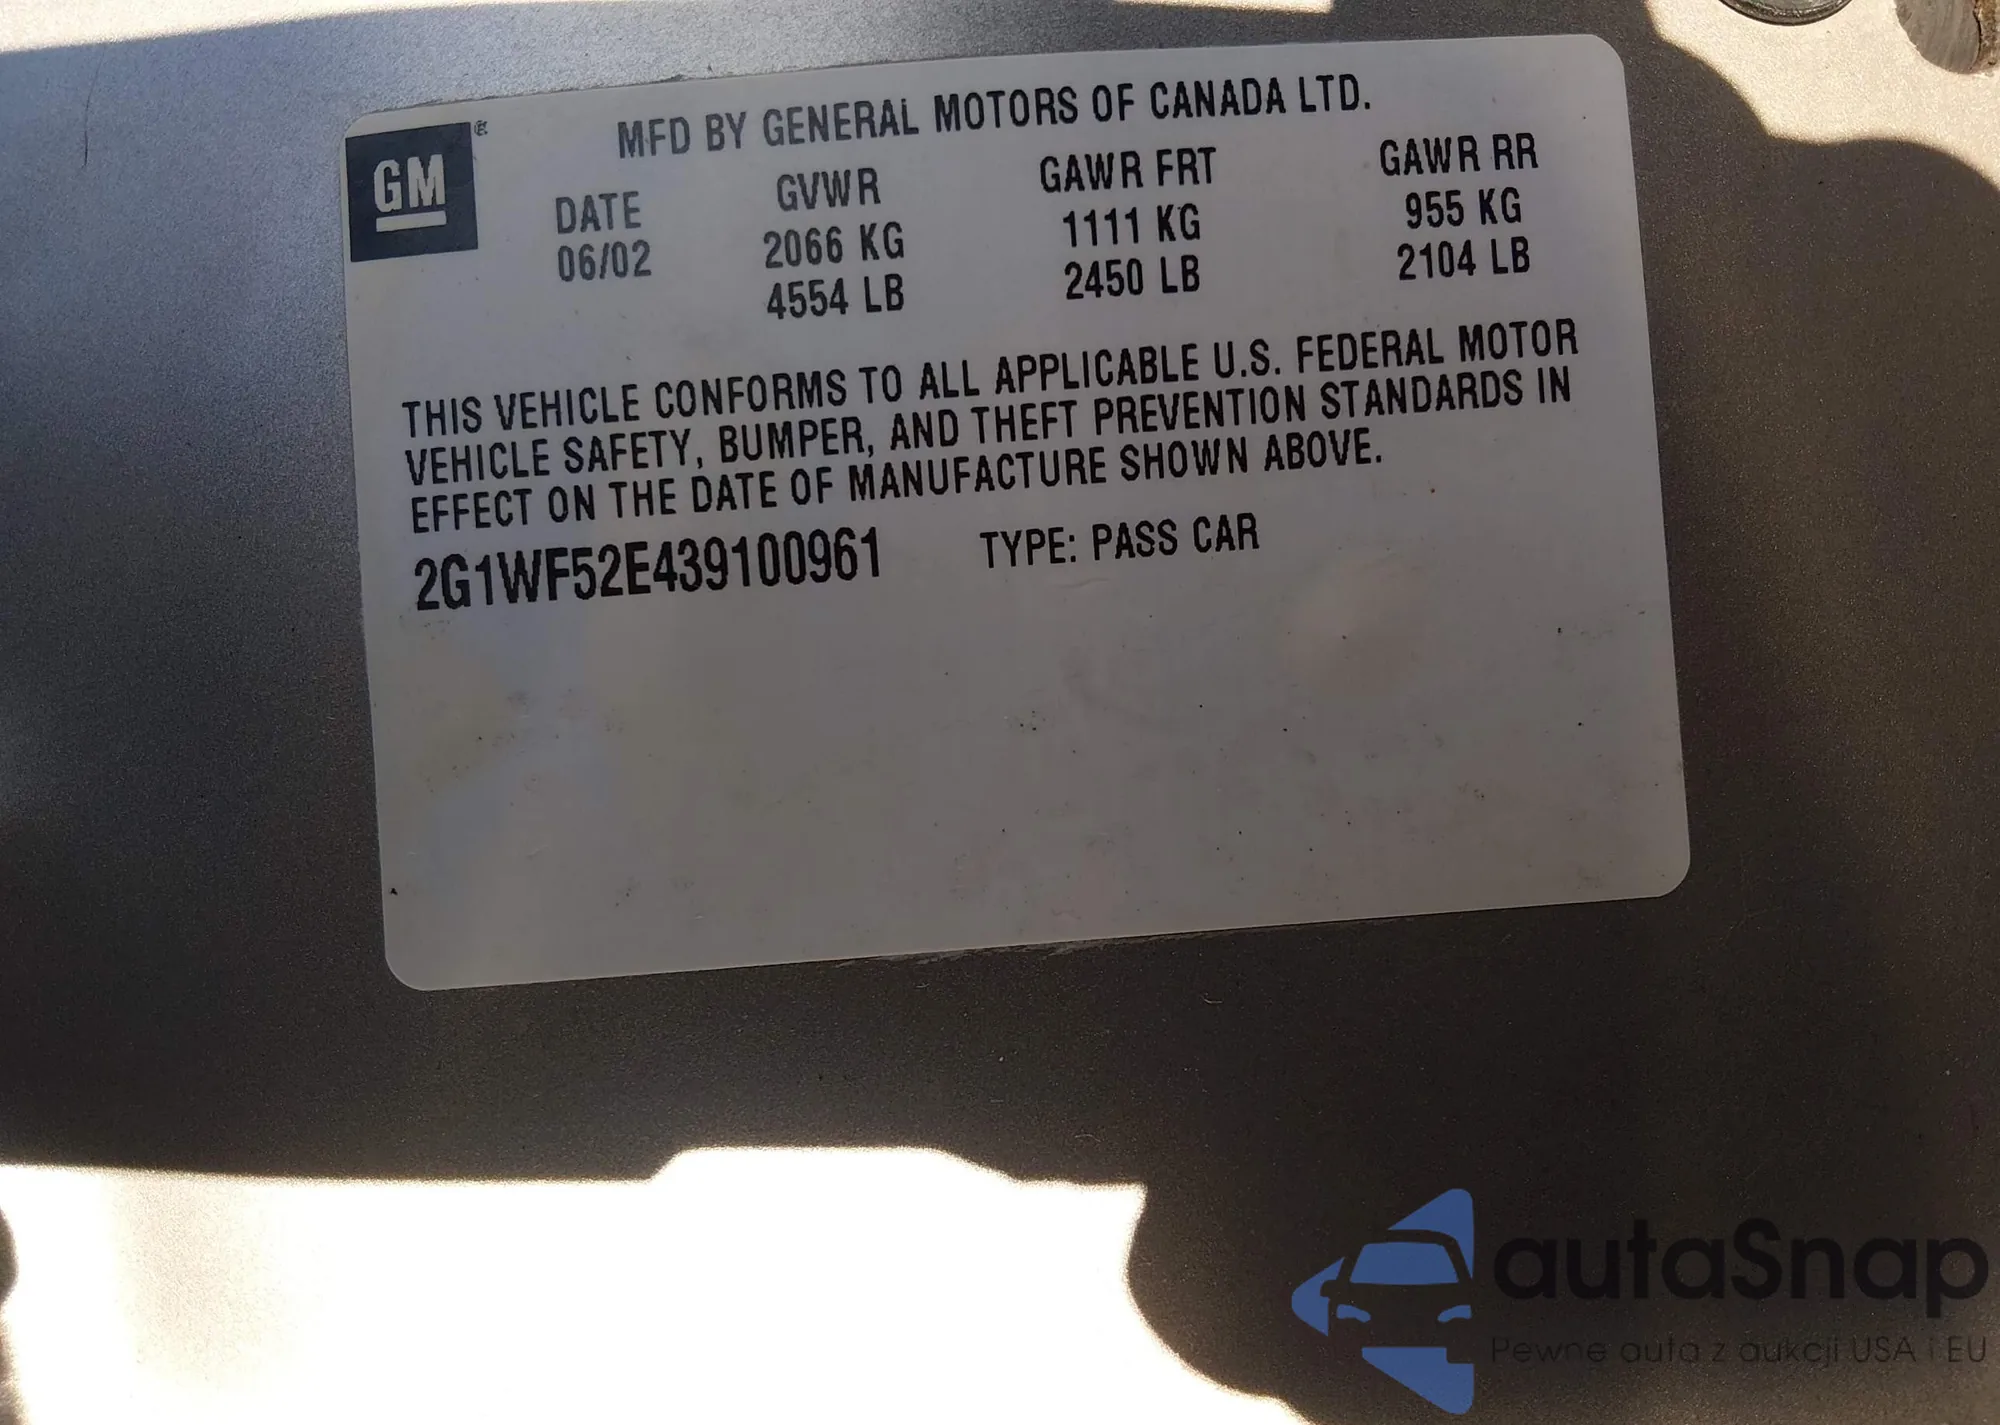 GM
MFD BY GENERAL MOTORS OF CANADA LTD.
DATE GVWR GAWR FRT GAWR RR
06/02 2066 KG 1111 KG 955 KG
4554 LB 2450 LB 2104 LB
THIS VEHICLE CONFORMS TO ALL APPLICABLE U.S. FEDERAL MOTOR
VEHICLE SAFETY, BUMPER, AND THEFT PREVENTION STANDARDS IN
EFFECT ON THE DATE OF MANUFACTURE SHOWN ABOVE.
2G1WF52E439100961 TYPE: PASS CAR
autaSnap
Pewne auta z aukcji USA i EU